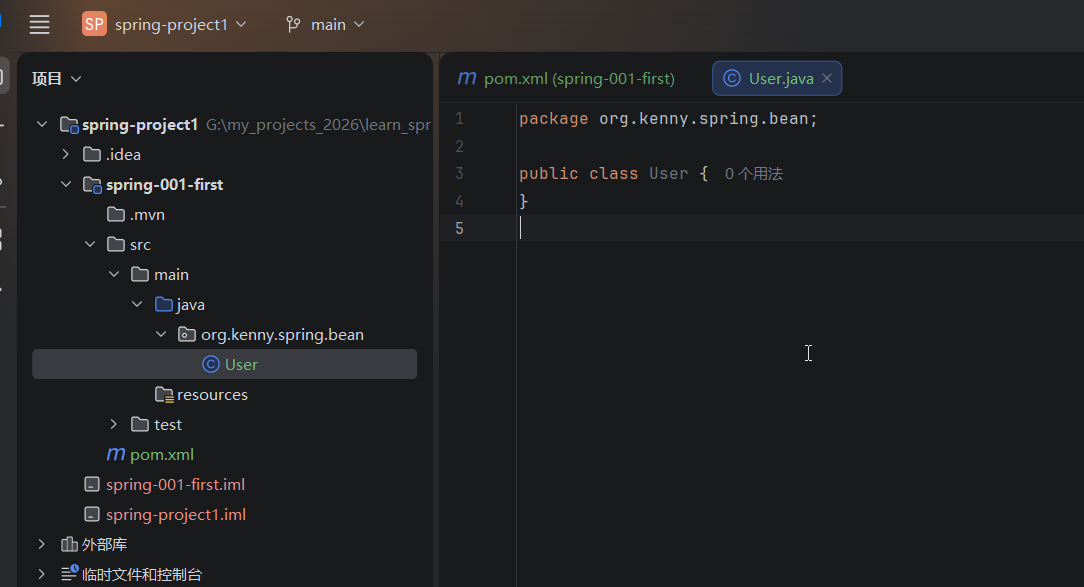 SP spring-project1 main
项目
spring-project1 G:\my_projects_2026\learn_spr
.idea
spring-001-first
.mvn
src
main
java
org.kenny.spring.bean
User
resources
test
pom.xml
spring-001-first.iml
spring-project1.iml
外部库
临时文件和控制台
pom.xml (spring-001-first) User.java
1 package org.kenny.spring.bean;
2
3 public class User { 0个用法
4 }
5